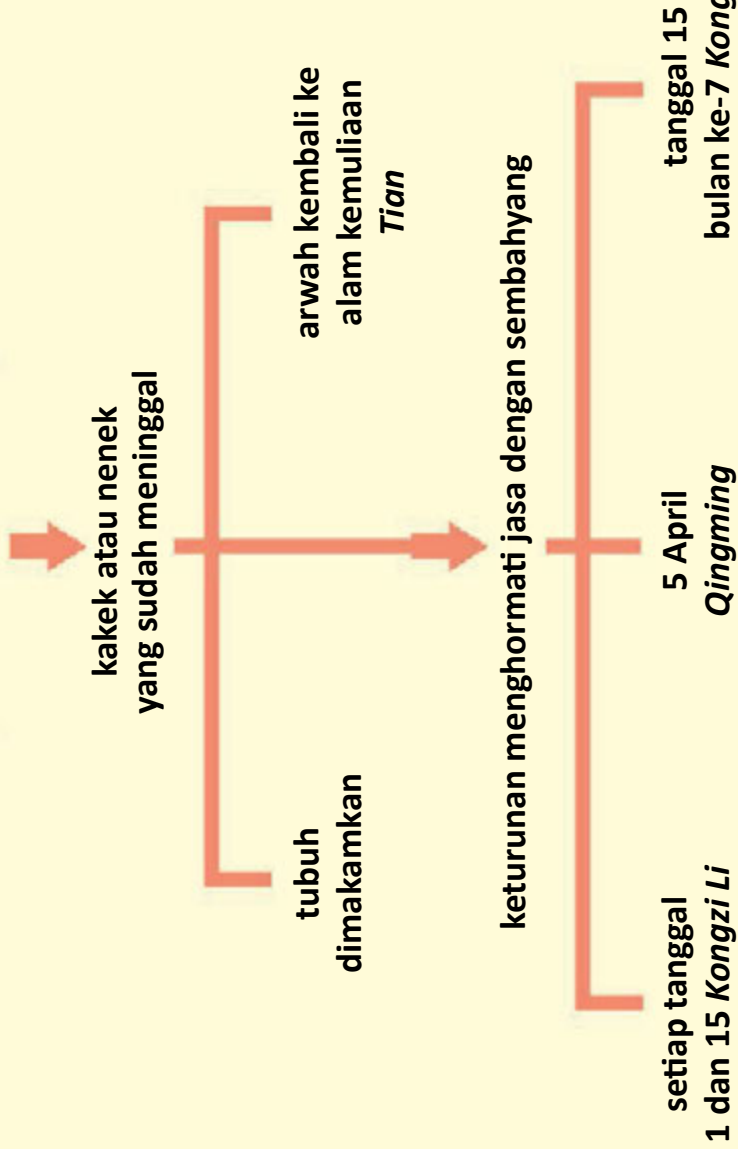 kakek atau nenek
yang sudah meninggal
tubuh
dimakamkan
arwah kembali ke
alam kemuliaan
Tian
keturunan menghormati jasa dengan sembahyang
setiap tanggal
1 dan 15 Kongzi Li
5 April
Qingming
tanggal 15
bulan ke-7